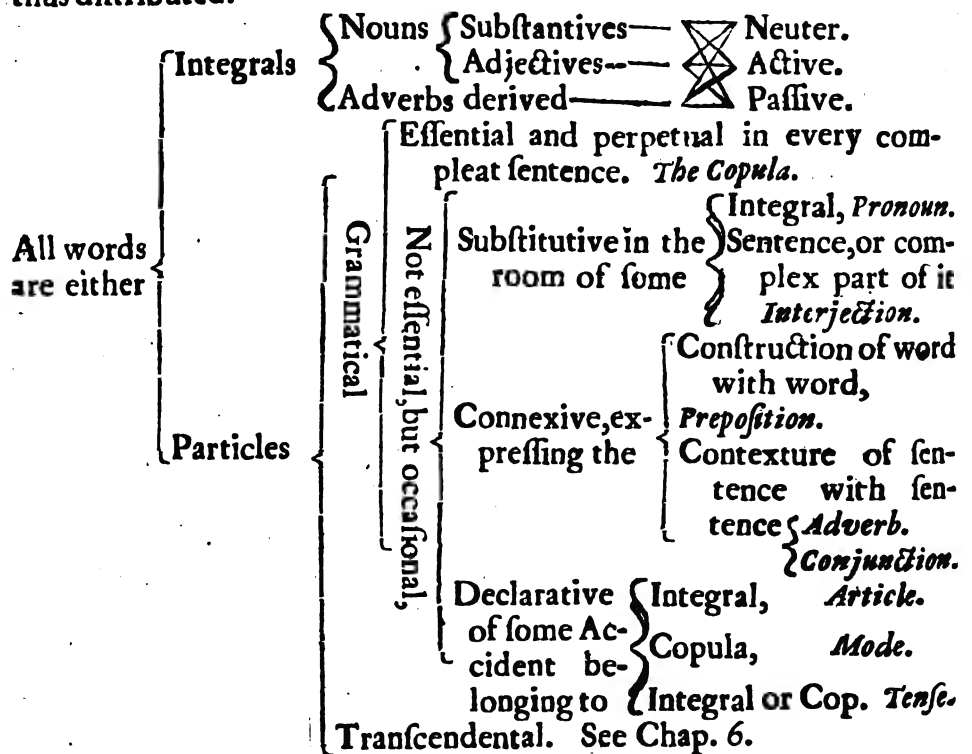 thus distributed.
All words
are either
Integrals
Nouns
Subſtantives
Adjectives
Adverbs derived
Neuter.
Active.
Paſſive.
Particles
Grammatical
Eſſential and perpetual in every com-
pleat ſentence. The Copula.
Not eſſential, but occaſional,
Subſtitutive in the
room of ſome
Integral, Pronoun.
Sentence, or com-
plex part of it
Interjection.
Connexive, ex-
preſſing the
Conſtruction of word
with word,
Prepoſition.
Contexture of ſen-
tence with ſen-
tence Adverb.
Conjunction.
Declarative
of ſome Ac-
cident be-
longing to
Integral, Article.
Copula, Mode.
Integral or Cop. Tenſe.
Tranſcendental. See Chap. 6.